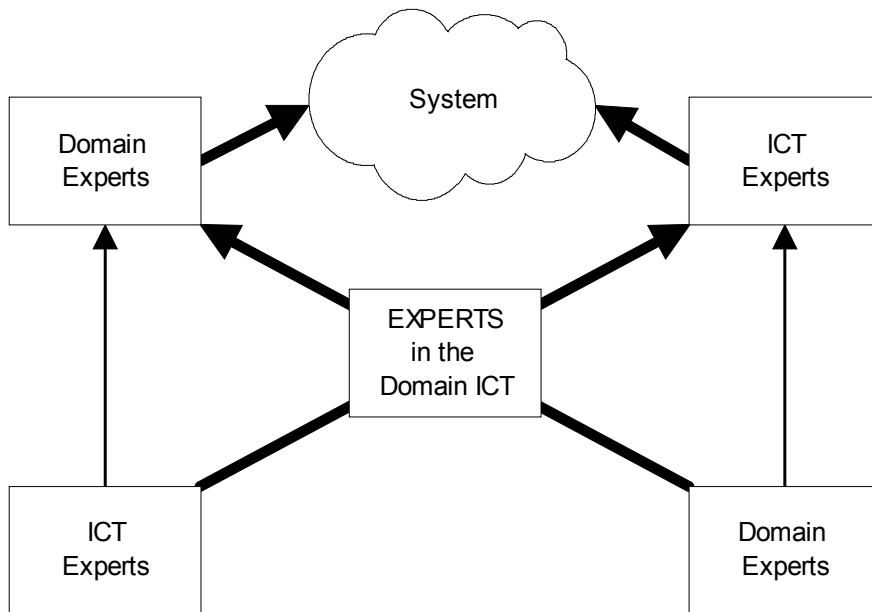 System
Domain
Experts
ICT
Experts
EXPERTS
in the
Domain ICT
ICT
Experts
Domain
Experts